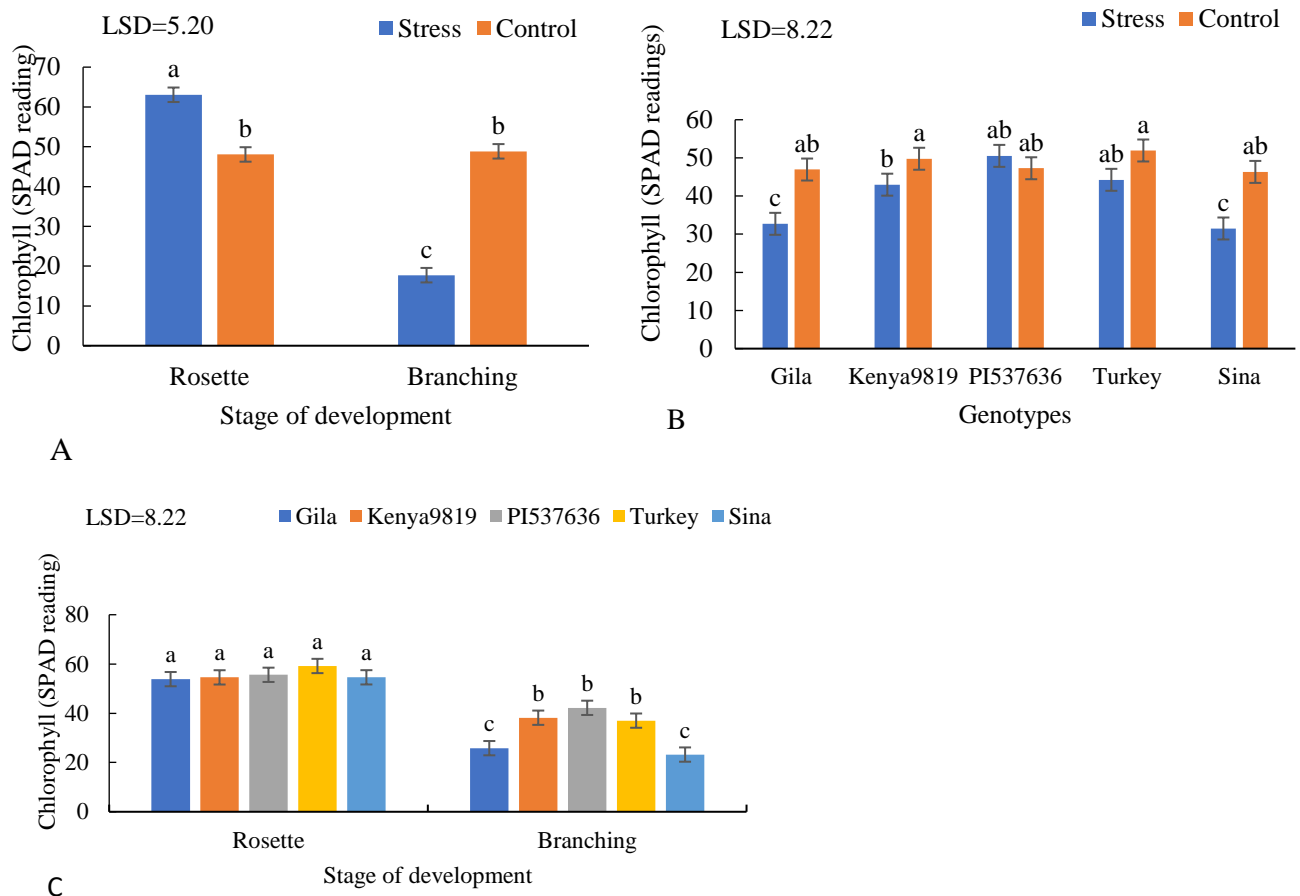 LSD=5.20
Stress Control
Chlorophyll (SPAD reading)
70
60
50
40
30
20
10
0
a
b
c
b
Rosette Branching
Stage of development
A
Stress Control
LSD=8.22
Chlorophyll (SPAD readings)
60
50
40
30
20
10
0
c ab b a ab ab ab a c ab
Gila Kenya9819 PI537636 Turkey Sina
Genotypes
B
LSD=8.22
Gila Kenya9819 PI537636 Turkey Sina
Chlorophyll (SPAD reading)
80
60
40
20
0
a a a a a
c b b b c
Rosette Branching
Stage of development
C